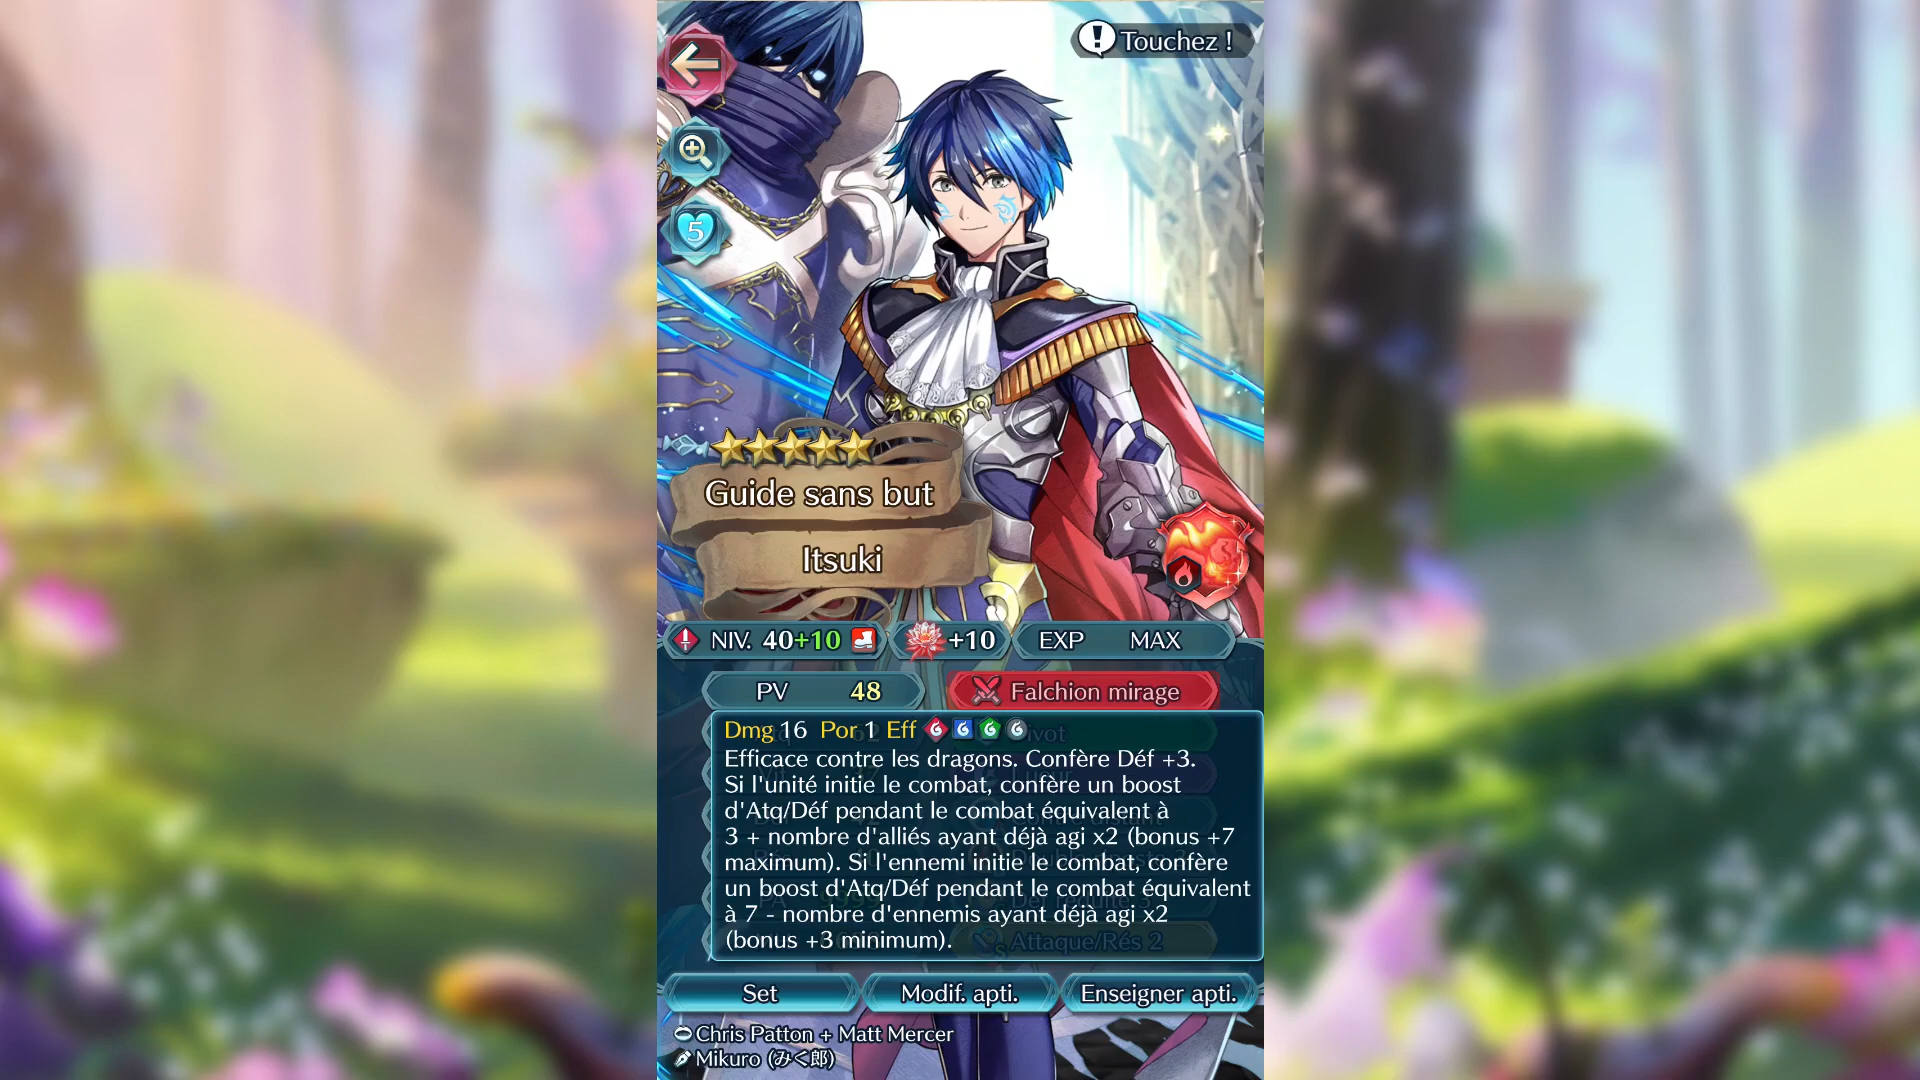 Touchez !
5
Guide sans but
Itsuki
NIV. 40+10 +10 EXP MAX
PV 48 Falchion mirage
Dmg 16 Por 1 Eff
Efficace contre les dragons. Confère Déf +3.
Si l'unité initie le combat, confère un boost
d'Atq/Déf pendant le combat équivalent à
3 + nombre d'alliés ayant déjà agi x2 (bonus +7
maximum). Si l'ennemi initie le combat, confère
un boost d'Atq/Déf pendant le combat équivalent
à 7 - nombre d'ennemis ayant déjà agi x2
(bonus +3 minimum).
Attaque/Rés 2
Set Modif. apti. Enseigner apti.
Chris Patton + Matt Mercer
Mikuro (みく郎)